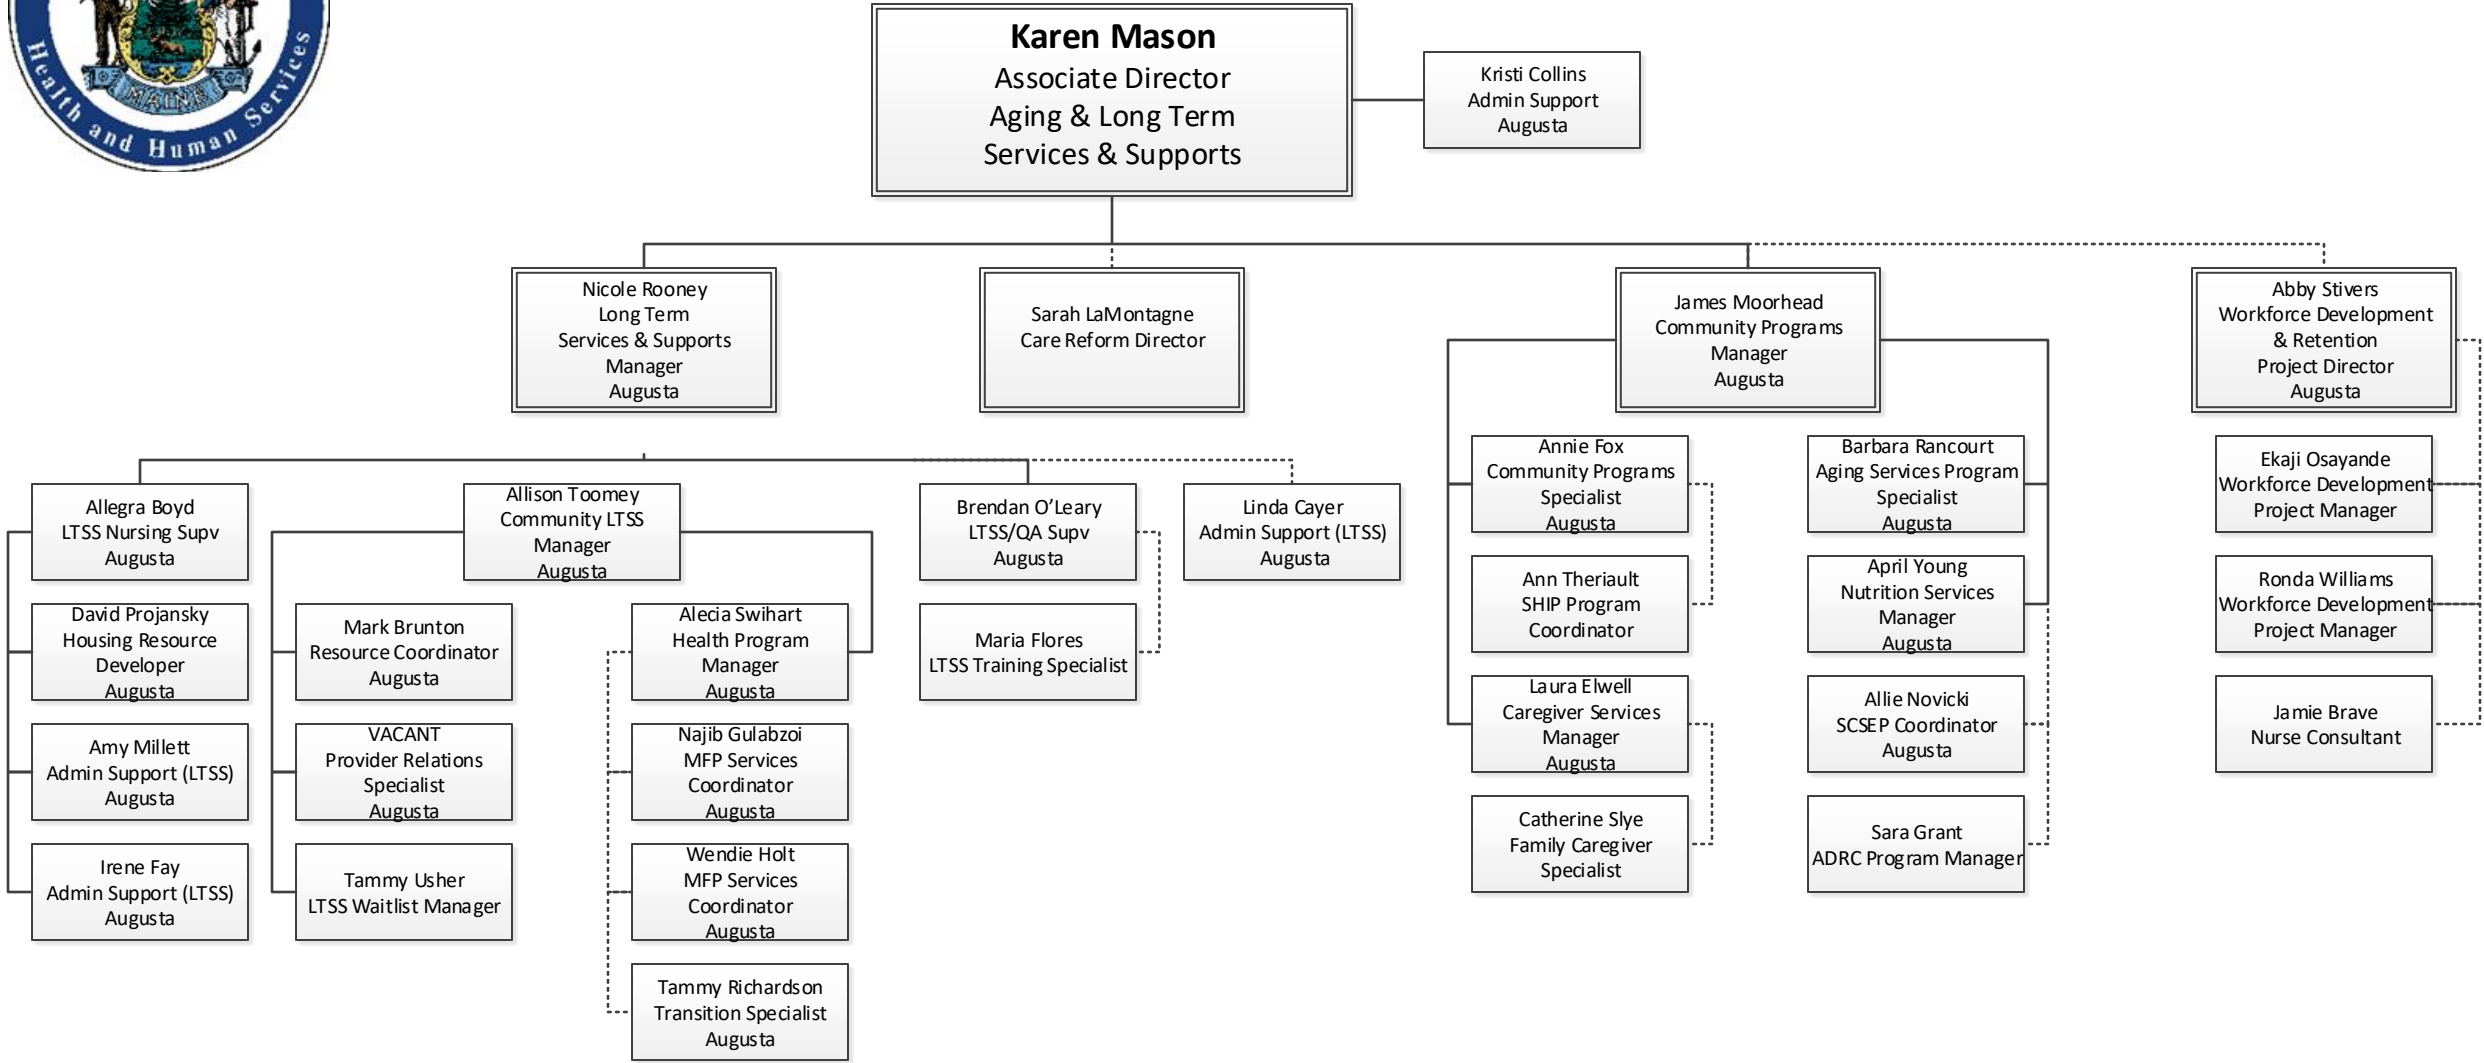 Health and Human Services
MAINE
Karen Mason
Associate Director
Aging & Long Term
Services & Supports
Kristi Collins
Admin Support
Augusta
Nicole Rooney
Long Term
Services & Supports
Manager
Augusta
Sarah LaMontagne
Care Reform Director
James Moorhead
Community Programs
Manager
Augusta
Abby Stivers
Workforce Development
& Retention
Project Director
Augusta
Allegra Boyd
LTSS Nursing Supv
Augusta
David Projansky
Housing Resource
Developer
Augusta
Amy Millett
Admin Support (LTSS)
Augusta
Irene Fay
Admin Support (LTSS)
Augusta
Allison Toomey
Community LTSS
Manager
Augusta
Mark Brunton
Resource Coordinator
Augusta
VACANT
Provider Relations
Specialist
Augusta
Tammy Usher
LTSS Waitlist Manager
Alecia Swihart
Health Program
Manager
Augusta
Najib Gulabzoi
MFP Services
Coordinator
Augusta
Wendie Holt
MFP Services
Coordinator
Augusta
Tammy Richardson
Transition Specialist
Augusta
Brendan O’Leary
LTSS/QA Supv
Augusta
Maria Flores
LTSS Training Specialist
Linda Cayer
Admin Support (LTSS)
Augusta
Annie Fox
Community Programs
Specialist
Augusta
Ann Theriault
SHIP Program
Coordinator
Laura Elwell
Caregiver Services
Manager
Augusta
Catherine Slye
Family Caregiver
Specialist
Barbara Rancourt
Aging Services Program
Specialist
Augusta
April Young
Nutrition Services
Manager
Augusta
Allie Novicki
SCSEP Coordinator
Augusta
Sara Grant
ADRC Program Manager
Ekaji Osayande
Workforce Development
Project Manager
Ronda Williams
Workforce Development
Project Manager
Jamie Brave
Nurse Consultant